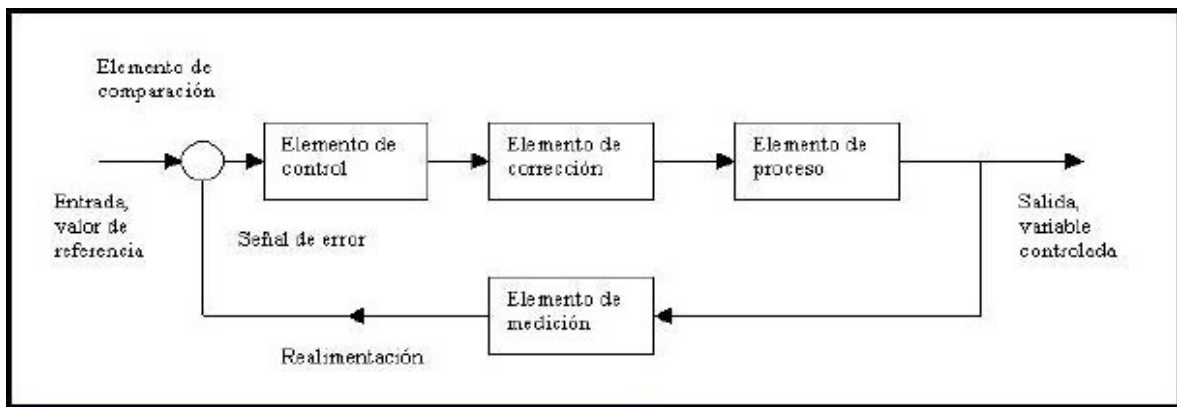 Elemento de
comparación
Elemento de
control
Elemento de
corrección
Elemento de
proceso
Entrada,
valor de
referencia
Señal de error
Salida,
variable
controlada
Elemento de
medición
Realimentación